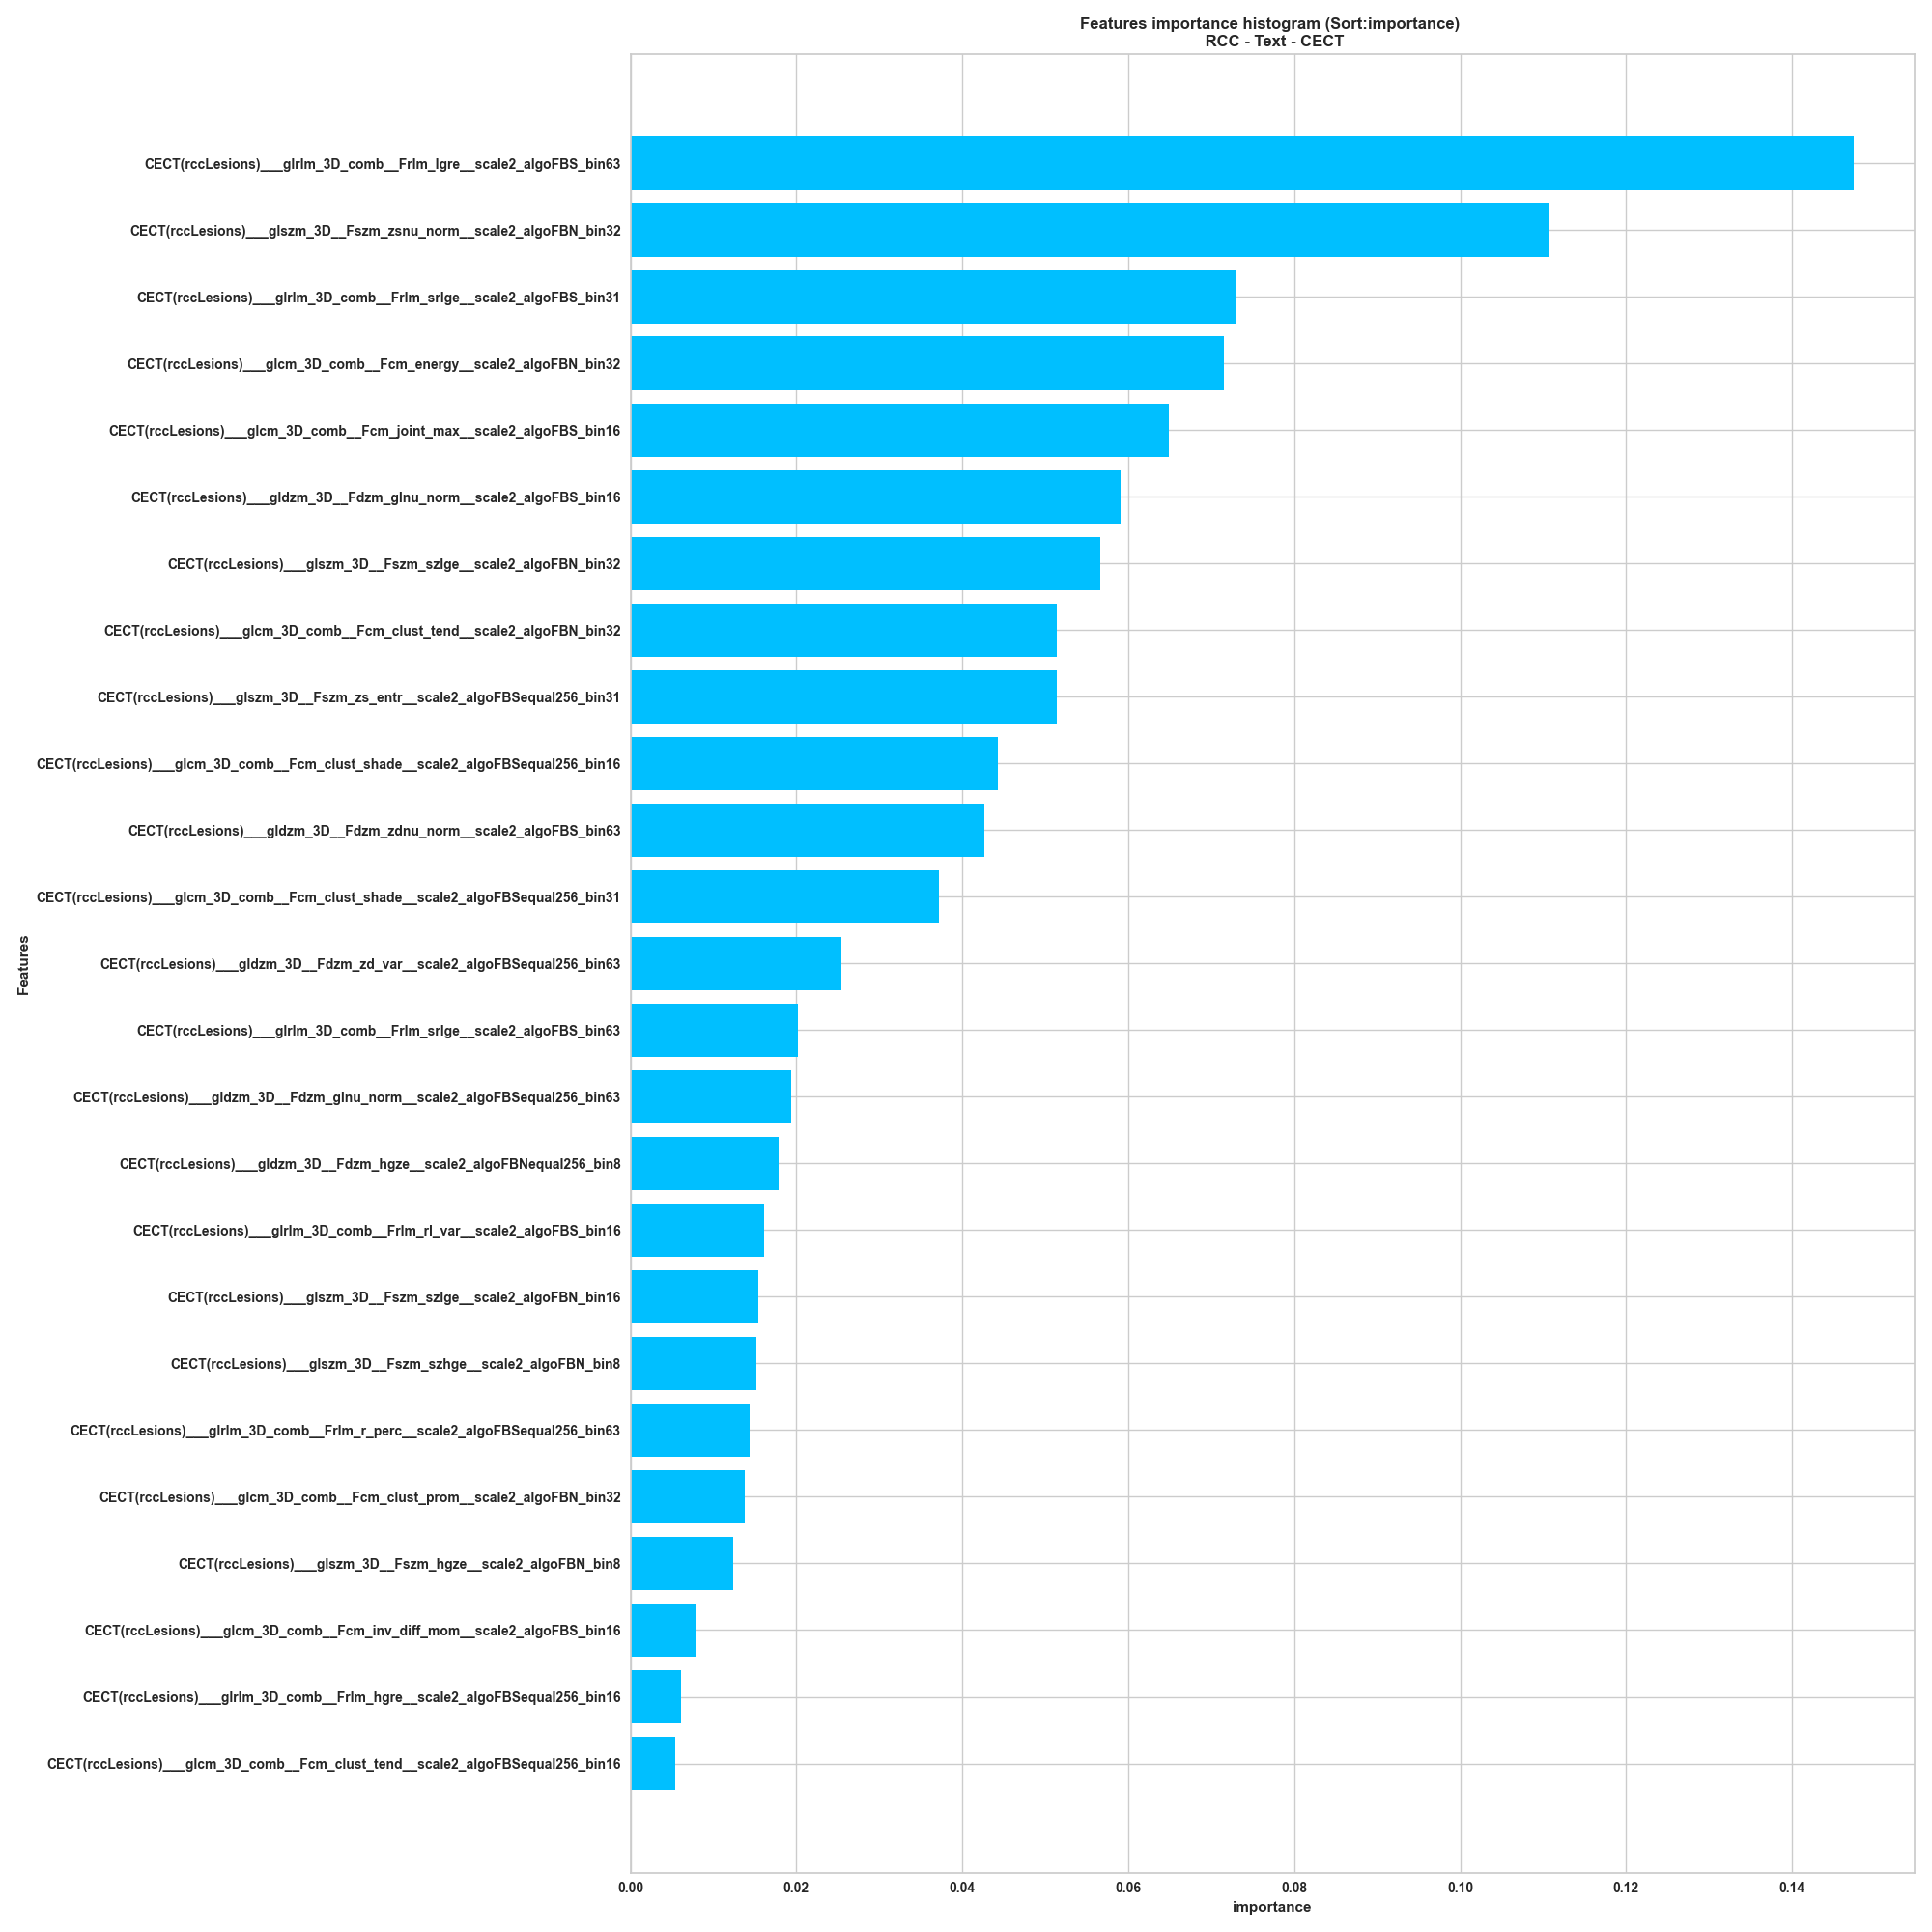 Features importance histogram (Sort:importance)
RCC - Text - CECT
CECT(rccLesions)___glrlm_3D_comb__Frlm_lgre__scale2_algoFBS_bin63
CECT(rccLesions)___glszm_3D__Fszm_zsnu_norm__scale2_algoFBN_bin32
CECT(rccLesions)___glrlm_3D_comb__Frlm_srlge__scale2_algoFBS_bin31
CECT(rccLesions)___glcm_3D_comb__Fcm_energy__scale2_algoFBN_bin32
CECT(rccLesions)___glcm_3D_comb__Fcm_joint_max__scale2_algoFBS_bin16
CECT(rccLesions)___gldzm_3D__Fdzm_glnu_norm__scale2_algoFBS_bin16
CECT(rccLesions)___glszm_3D__Fszm_szlge__scale2_algoFBN_bin32
CECT(rccLesions)___glcm_3D_comb__Fcm_clust_tend__scale2_algoFBN_bin32
CECT(rccLesions)___glszm_3D__Fszm_zs_entr__scale2_algoFBSequal256_bin31
CECT(rccLesions)___glcm_3D_comb__Fcm_clust_shade__scale2_algoFBSequal256_bin16
CECT(rccLesions)___gldzm_3D__Fdzm_zdnu_norm__scale2_algoFBS_bin63
CECT(rccLesions)___glcm_3D_comb__Fcm_clust_shade__scale2_algoFBSequal256_bin31
CECT(rccLesions)___gldzm_3D__Fdzm_zd_var__scale2_algoFBSequal256_bin63
CECT(rccLesions)___glrlm_3D_comb__Frlm_srlge__scale2_algoFBS_bin63
CECT(rccLesions)___gldzm_3D__Fdzm_glnu_norm__scale2_algoFBSequal256_bin63
CECT(rccLesions)___gldzm_3D__Fdzm_hgze__scale2_algoFBNequal256_bin8
CECT(rccLesions)___glrlm_3D_comb__Frlm_rl_var__scale2_algoFBS_bin16
CECT(rccLesions)___glszm_3D__Fszm_szlge__scale2_algoFBN_bin16
CECT(rccLesions)___glszm_3D__Fszm_szhge__scale2_algoFBN_bin8
CECT(rccLesions)___glrlm_3D_comb__Frlm_r_perc__scale2_algoFBSequal256_bin63
CECT(rccLesions)___glcm_3D_comb__Fcm_clust_prom__scale2_algoFBN_bin32
CECT(rccLesions)___glszm_3D__Fszm_hgze__scale2_algoFBN_bin8
CECT(rccLesions)___glcm_3D_comb__Fcm_inv_diff_mom__scale2_algoFBS_bin16
CECT(rccLesions)___glrlm_3D_comb__Frlm_hgre__scale2_algoFBSequal256_bin16
CECT(rccLesions)___glcm_3D_comb__Fcm_clust_tend__scale2_algoFBSequal256_bin16
Features
0.00 0.02 0.04 0.06 0.08 0.10 0.12 0.14
importance